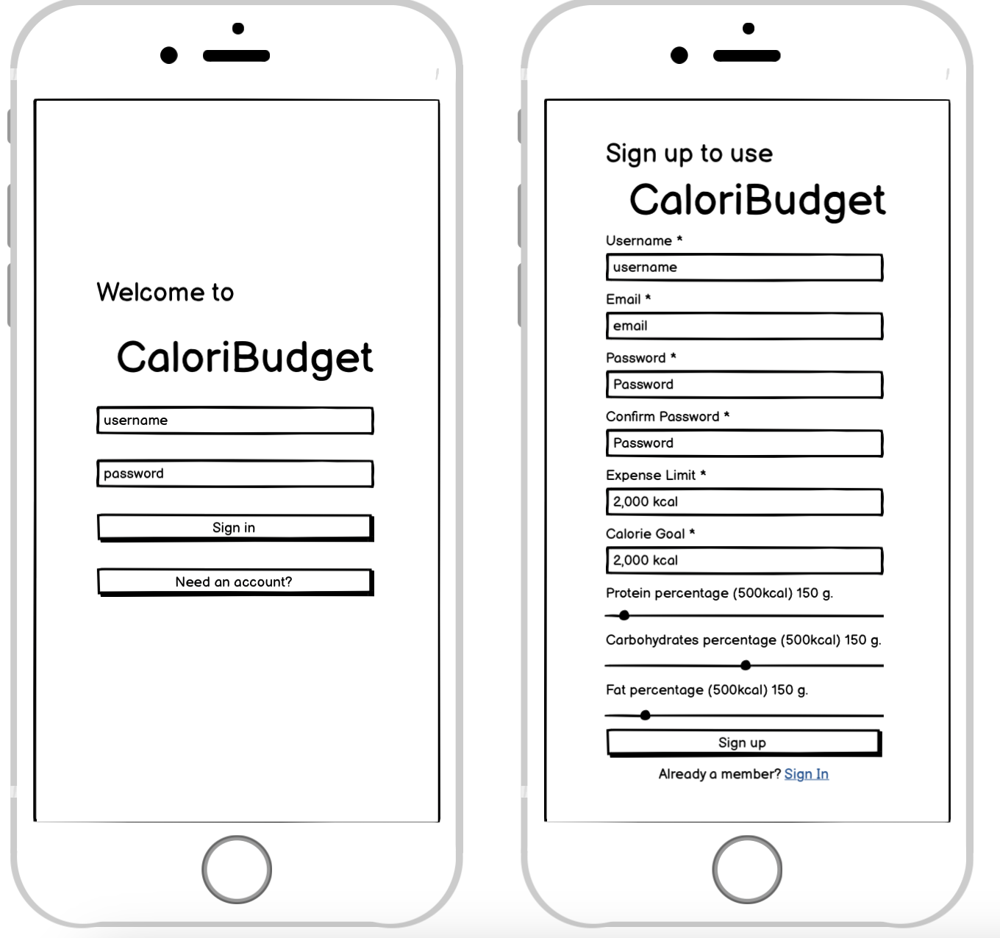 Welcome to
CaloriBudget
username
password
Sign in
Need an account?
Sign up to use
CaloriBudget
Username *
username
Email *
email
Password *
Password
Confirm Password *
Password
Expense Limit *
2,000 kcal
Calorie Goal *
2,000 kcal
Protein percentage (500kcal) 150 g.
Carbohydrates percentage (500kcal) 150 g.
Fat percentage (500kcal) 150 g.
Sign up
Already a member? Sign In